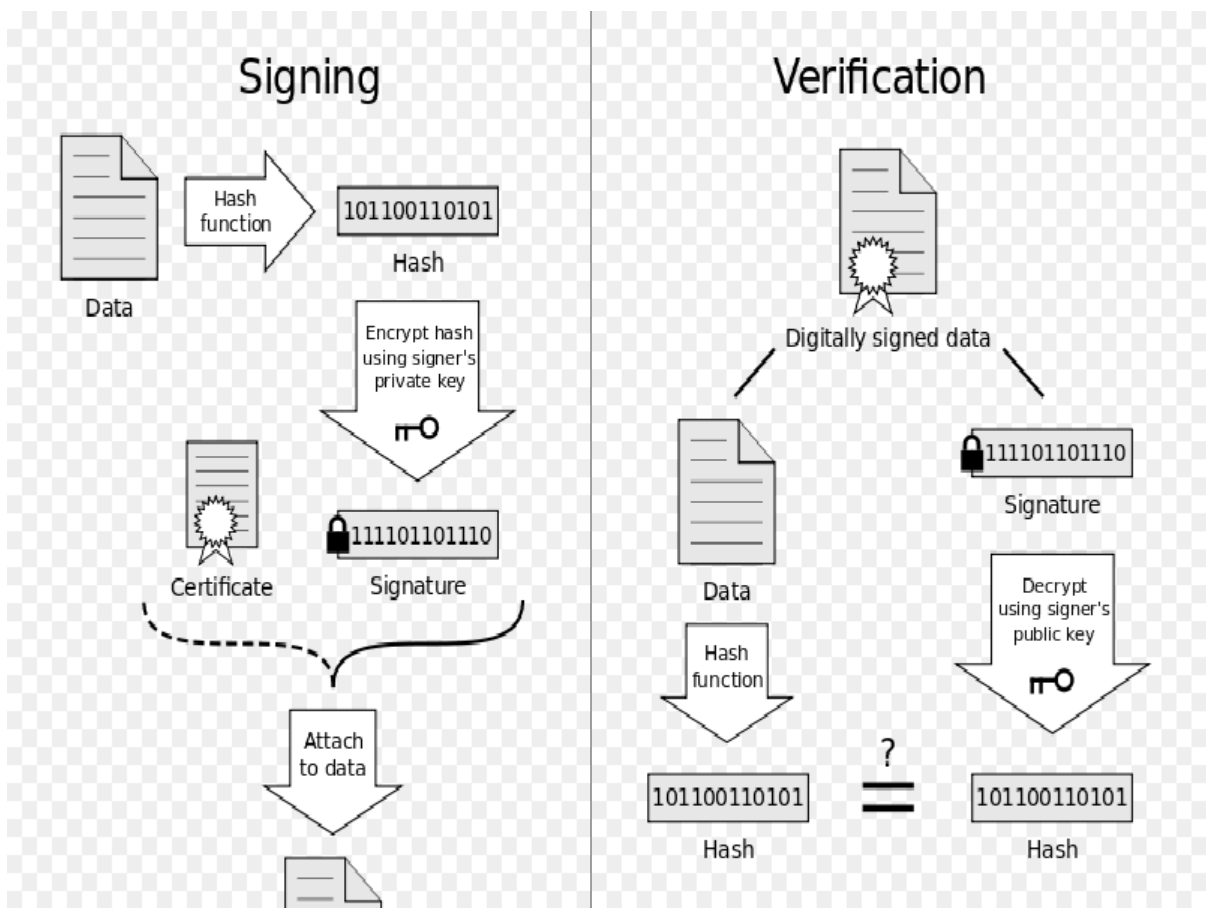 Signing
Hash
function
101100110101
Hash
Data
Encrypt hash
using signer's
private key
111101101110
Certificate
Signature
Attach
to data
Verification
Digitally signed data
111101101110
Signature
Data
Hash
function
Decrypt
using signer's
public key
?
101100110101
101100110101
Hash
Hash